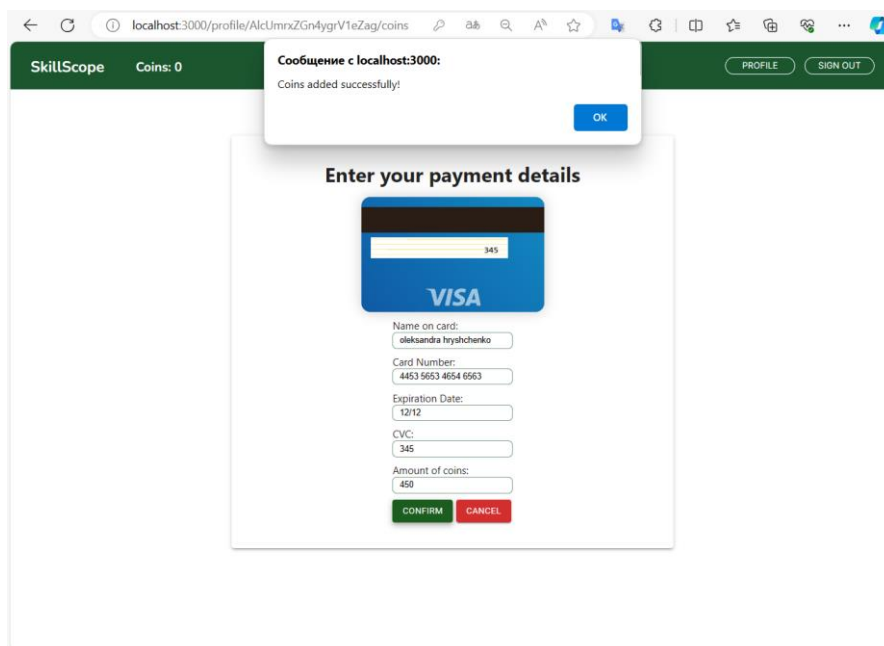 localhost:3000/profile/AlcUmrxZGn4ygrV1eZag/coins
SkillScope Coins: 0 PROFILE SIGN OUT
Сообщение с localhost:3000:
Coins added successfully!
OK
Enter your payment details
345
VISA
Name on card:
oleksandra hryshchenko
Card Number:
4453 5653 4654 6563
Expiration Date:
12/12
CVC:
345
Amount of coins:
450
CONFIRM CANCEL